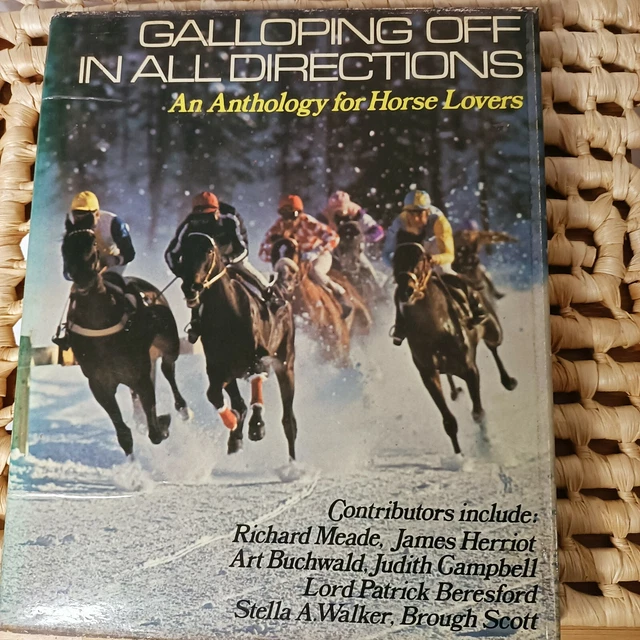 GALLOPING OFF
IN ALL DIRECTIONS
An Anthology for Horse Lovers
Contributors include:
Richard Meade, James Herriot
Art Buchwald, Judith Campbell
Lord Patrick Beresford
Stella A.Walker, Brough Scott